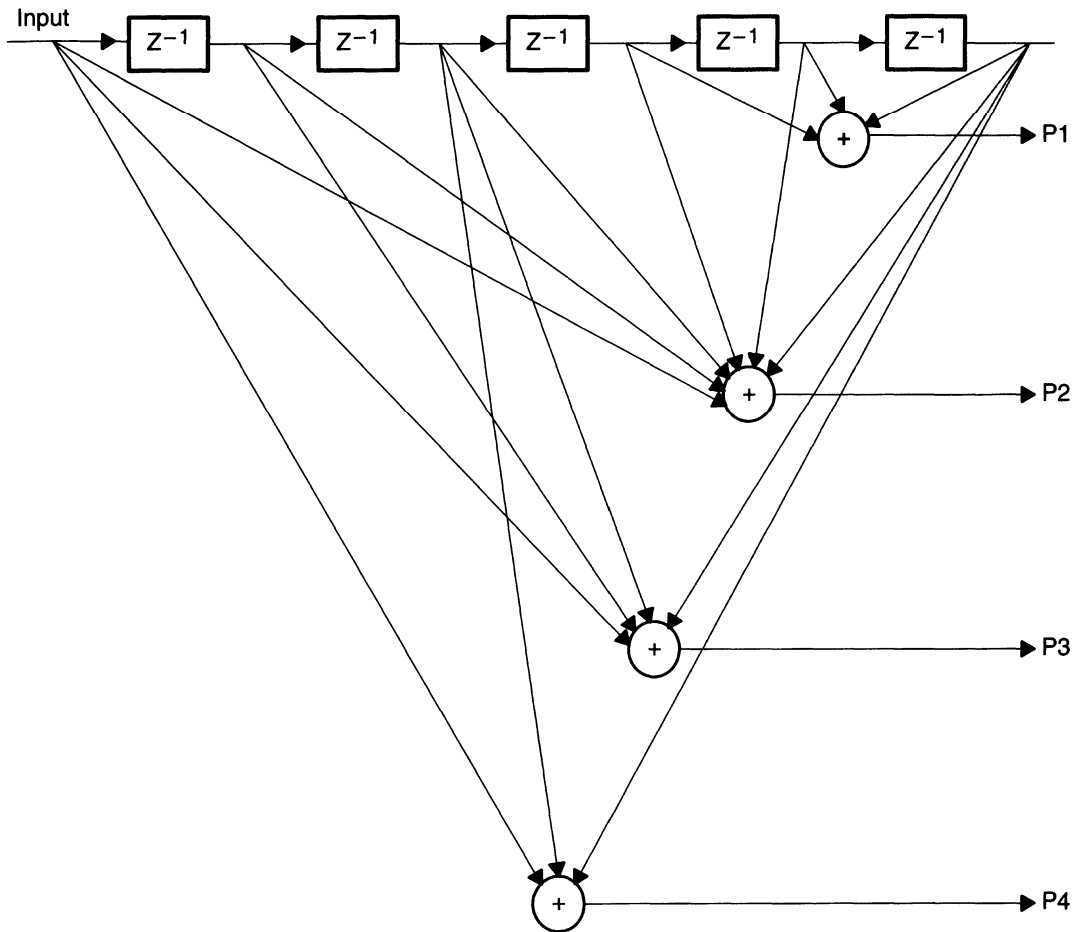 Input
Z⁻¹ Z⁻¹ Z⁻¹ Z⁻¹ Z⁻¹
+ P1
+ P2
+ P3
+ P4